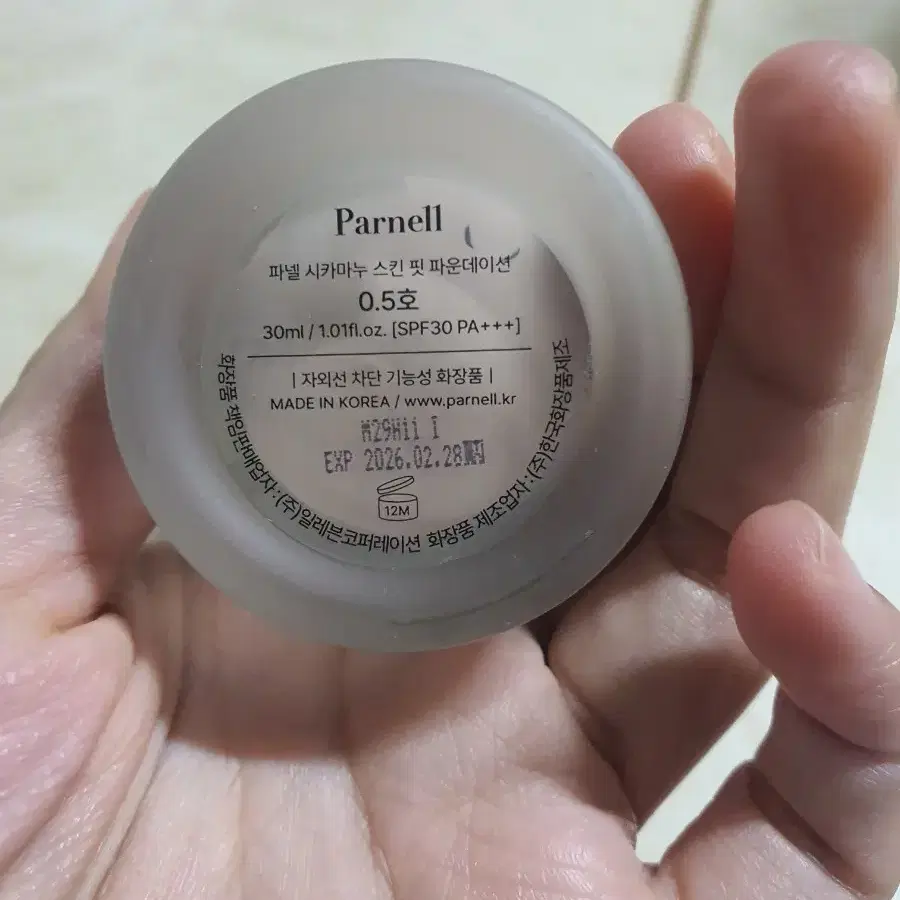 Parnell
파넬 시카마누 스킨 핏 파운데이션
0.5호
30ml / 1.01fl.oz. [SPF30 PA+++]
| 자외선 차단 기능성 화장품 |
MADE IN KOREA / www.parnell.kr
EXP 2026.02.28까지
12M
화장품 책임판매업자 : (주)일레븐코퍼레이션 화장품 제조업자 : (주)한국화장품제조